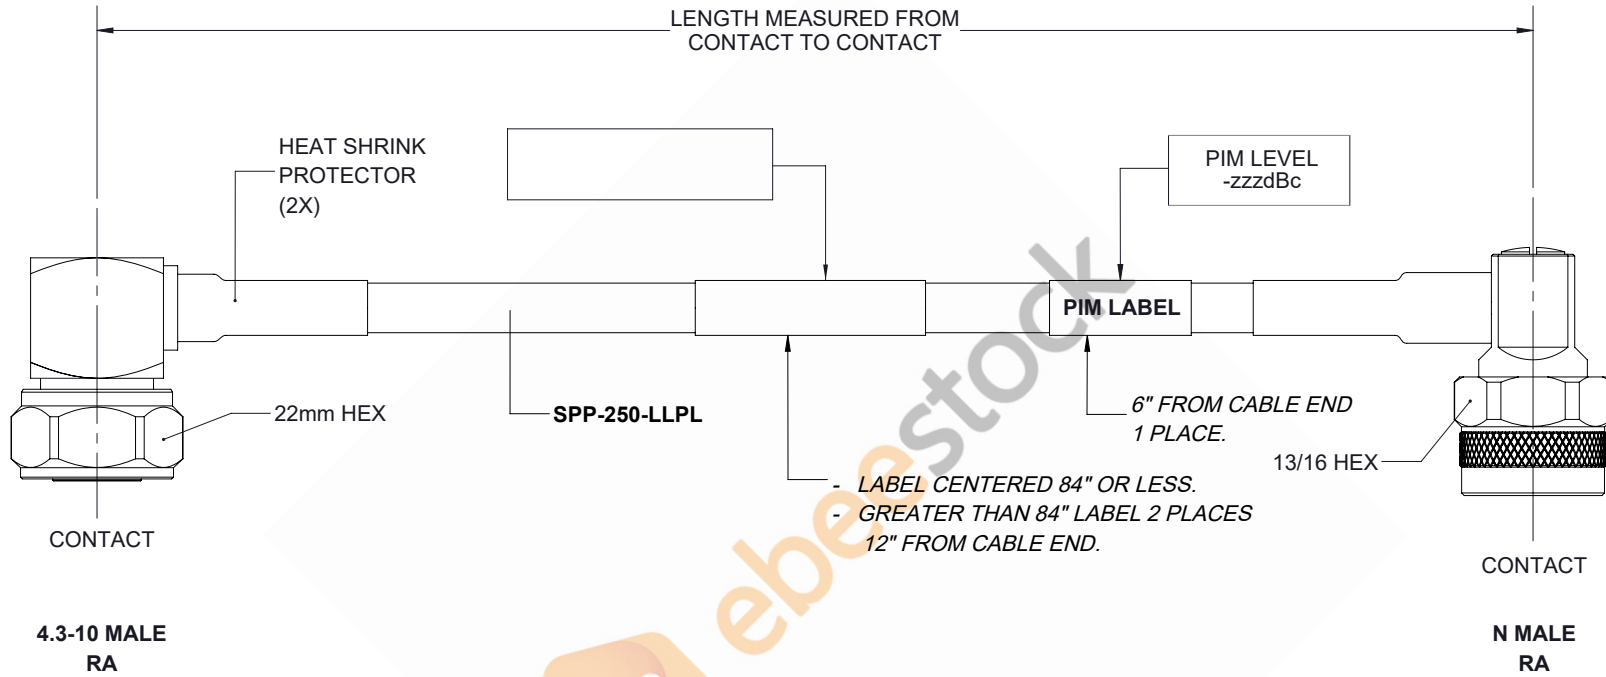 LENGTH MEASURED FROM
CONTACT TO CONTACT
HEAT SHRINK
PROTECTOR
(2X)
PIM LEVEL
-zzzdBc
PIM LABEL
22mm HEX
SPP-250-LLPL
6" FROM CABLE END
1 PLACE.
13/16 HEX
- LABEL CENTERED 84" OR LESS.
- GREATER THAN 84" LABEL 2 PLACES
12" FROM CABLE END.
CONTACT
CONTACT
4.3-10 MALE
RA
N MALE
RA
ebeestock